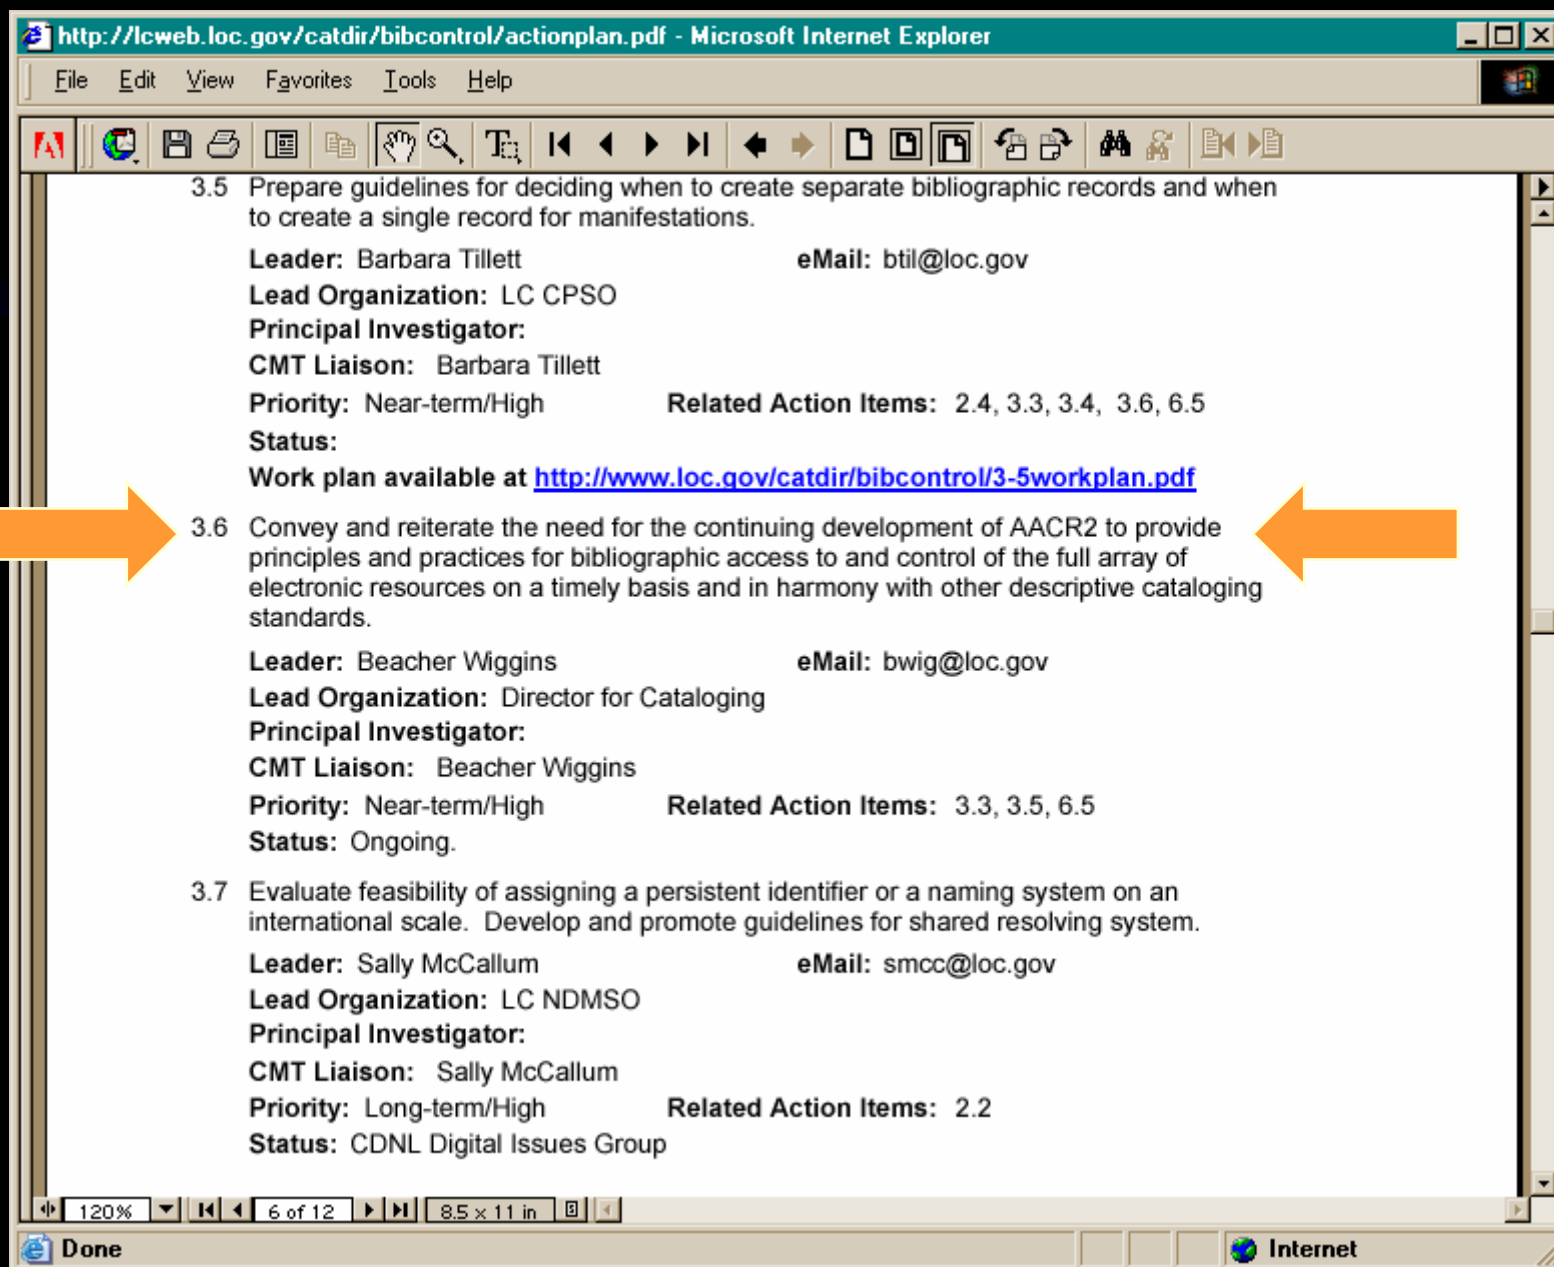 http://lcweb.loc.gov/catdir/bibcontrol/actionplan.pdf - Microsoft Internet Explorer
File Edit View Favorites Tools Help
3.5 Prepare guidelines for deciding when to create separate bibliographic records and when
to create a single record for manifestations.
Leader: Barbara Tillett eMail: btil@loc.gov
Lead Organization: LC CPSO
Principal Investigator:
CMT Liaison: Barbara Tillett
Priority: Near-term/High Related Action Items: 2.4, 3.3, 3.4, 3.6, 6.5
Status:
Work plan available at http://www.loc.gov/catdir/bibcontrol/3-5workplan.pdf
3.6 Convey and reiterate the need for the continuing development of AACR2 to provide
principles and practices for bibliographic access to and control of the full array of
electronic resources on a timely basis and in harmony with other descriptive cataloging
standards.
Leader: Beacher Wiggins eMail: bwig@loc.gov
Lead Organization: Director for Cataloging
Principal Investigator:
CMT Liaison: Beacher Wiggins
Priority: Near-term/High Related Action Items: 3.3, 3.5, 6.5
Status: Ongoing.
3.7 Evaluate feasibility of assigning a persistent identifier or a naming system on an
international scale. Develop and promote guidelines for shared resolving system.
Leader: Sally McCallum eMail: smcc@loc.gov
Lead Organization: LC NDMSO
Principal Investigator:
CMT Liaison: Sally McCallum
Priority: Long-term/High Related Action Items: 2.2
Status: CDNL Digital Issues Group
120% 6 of 12 8.5 x 11 in
Done Internet